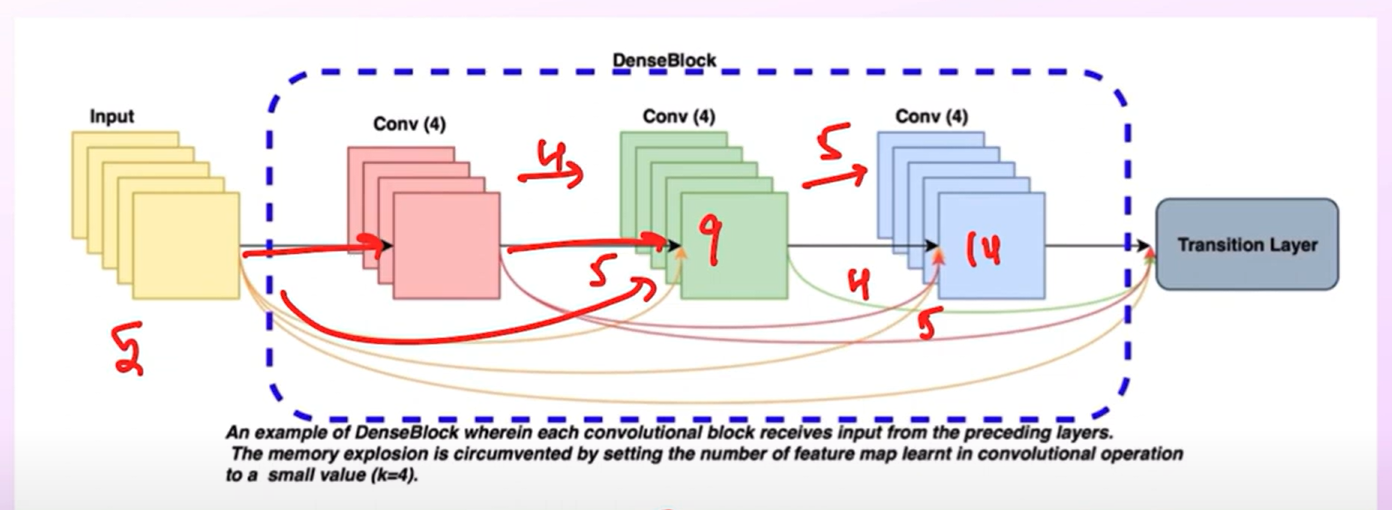 DenseBlock
Input
Conv (4)
Conv (4)
Conv (4)
4
5
9
14
5
4
5
5
Transition Layer
An example of DenseBlock wherein each convolutional block receives input from the preceding layers.
The memory explosion is circumvented by setting the number of feature map learnt in convolutional operation
to a small value (k=4).